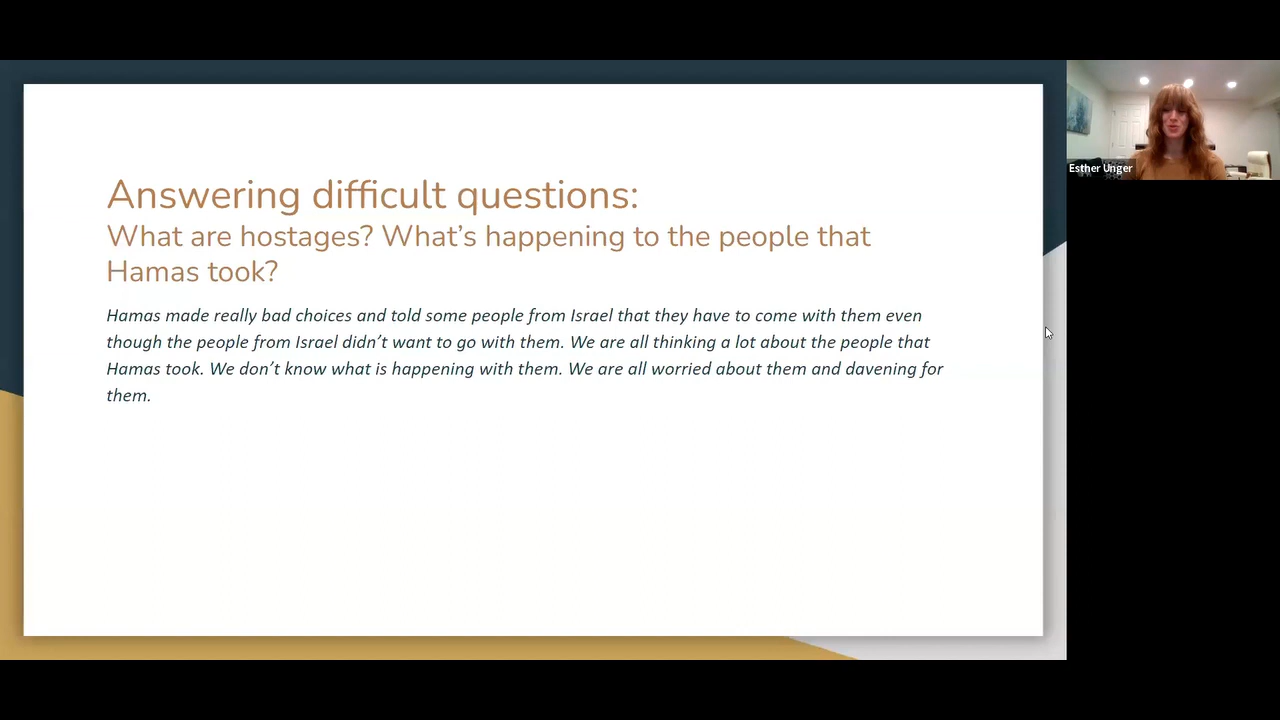 Answering difficult questions:
What are hostages? What's happening to the people that
Hamas took?
Hamas made really bad choices and told some people from Israel that they have to come with them even
though the people from Israel didn't want to go with them. We are all thinking a lot about the people that
Hamas took. We don't know what is happening with them. We are all worried about them and davening for
them.
Esther Unger